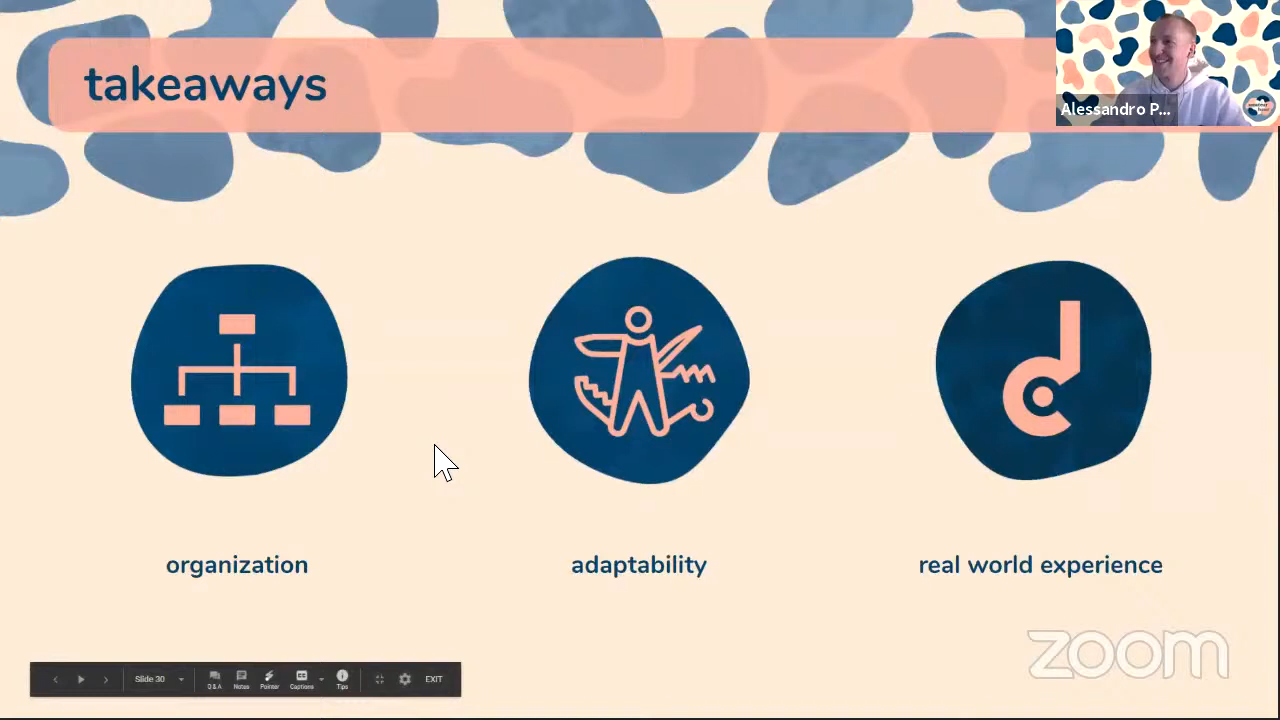 takeaways
Alessandro P...
organization
adaptability
real world experience
zoom
Slide 30
Q & A
Notes
Pointer
Captions
Tips
EXIT